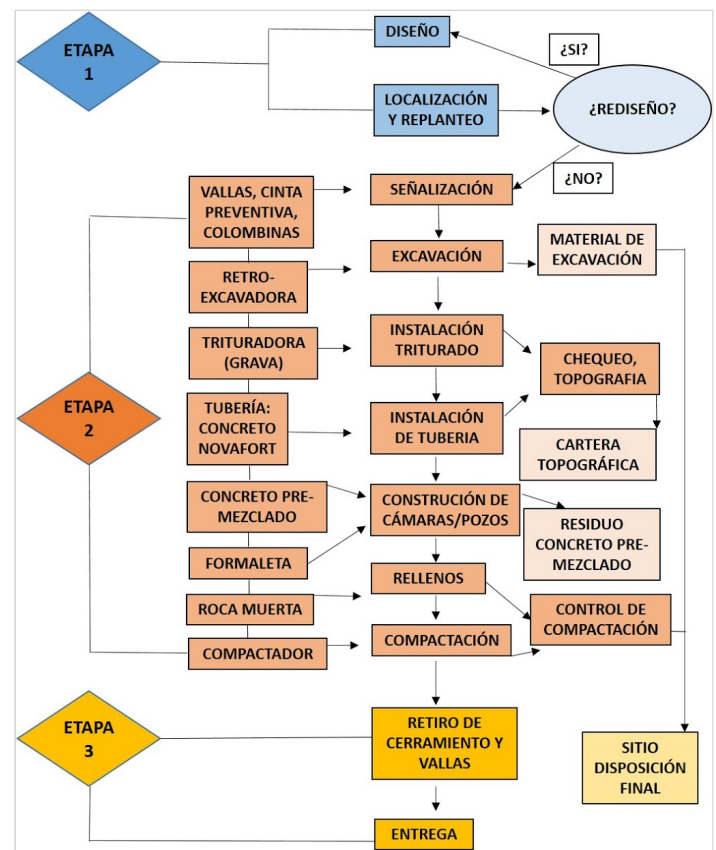 ETAPA
1
DISEÑO
¿SI?
LOCALIZACIÓN
Y REPLANTEO
¿REDISEÑO?
¿NO?
VALLAS, CINTA
PREVENTIVA,
COLOMBINAS
SEÑALIZACIÓN
RETRO-
EXCAVADORA
EXCAVACIÓN
MATERIAL DE
EXCAVACIÓN
TRITURADORA
(GRAVA)
INSTALACIÓN
TRITURADO
CHEQUEO,
TOPOGRAFIA
ETAPA
2
TUBERÍA:
CONCRETO
NOVAFORT
INSTALACIÓN
DE TUBERIA
CARTERA
TOPOGRÁFICA
CONCRETO PRE-
MEZCLADO
CONSTRUCIÓN DE
CÁMARAS/POZOS
RESIDUO
CONCRETO PRE-
MEZCLADO
FORMALETA
RELLENOS
ROCA MUERTA
CONTROL DE
COMPACTACIÓN
COMPACTADOR
COMPACTACIÓN
ETAPA
3
RETIRO DE
CERRAMIENTO Y
VALLAS
SITIO
DISPOSICIÓN
FINAL
ENTREGA